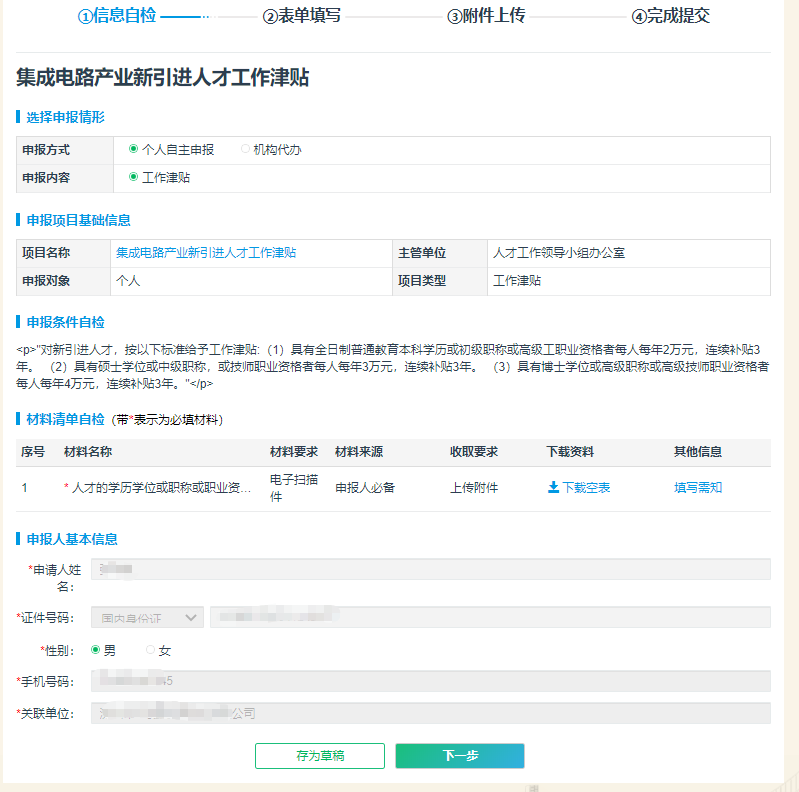 ①信息自检 ②表单填写 ③附件上传 ④完成提交
集成电路产业新引进人才工作津贴
选择申报情形
申报方式 个人自主申报 机构代办
申报内容 工作津贴
申报项目基础信息
项目名称 集成电路产业新引进人才工作津贴 主管单位 人才工作领导小组办公室
申报对象 个人 项目类型 工作津贴
申报条件自检
<p>"对新引进人才，按以下标准给予工作津贴:（1）具有全日制普通教育本科学历或初级职称或高级工职业资格者每人每年2万元，连续补贴3
年。（2）具有硕士学位或中级职称，或技师职业资格者每人每年3万元，连续补贴3年。（3）具有博士学位或高级职称或高级技师职业资格者
每人每年4万元，连续补贴3年。"</p>
材料清单自检 (带*表示为必填材料)
序号 材料名称 材料要求 材料来源 收取要求 下载资料 其他信息
1 * 人才的学历学位或职称或职业资... 电子扫描件 申报人必备 上传附件 下载空表 填写需知
申报人基本信息
*申请人姓
名:
*证件号码: 国内身份证
*性别: 男 女
*手机号码: 45
*关联单位: 公司
存为草稿 下一步